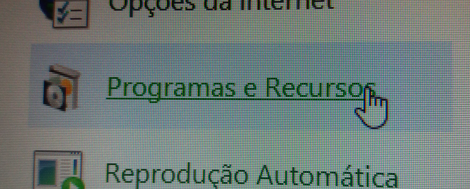 Opções da Internet
Programas e Recursos
Reprodução Automática